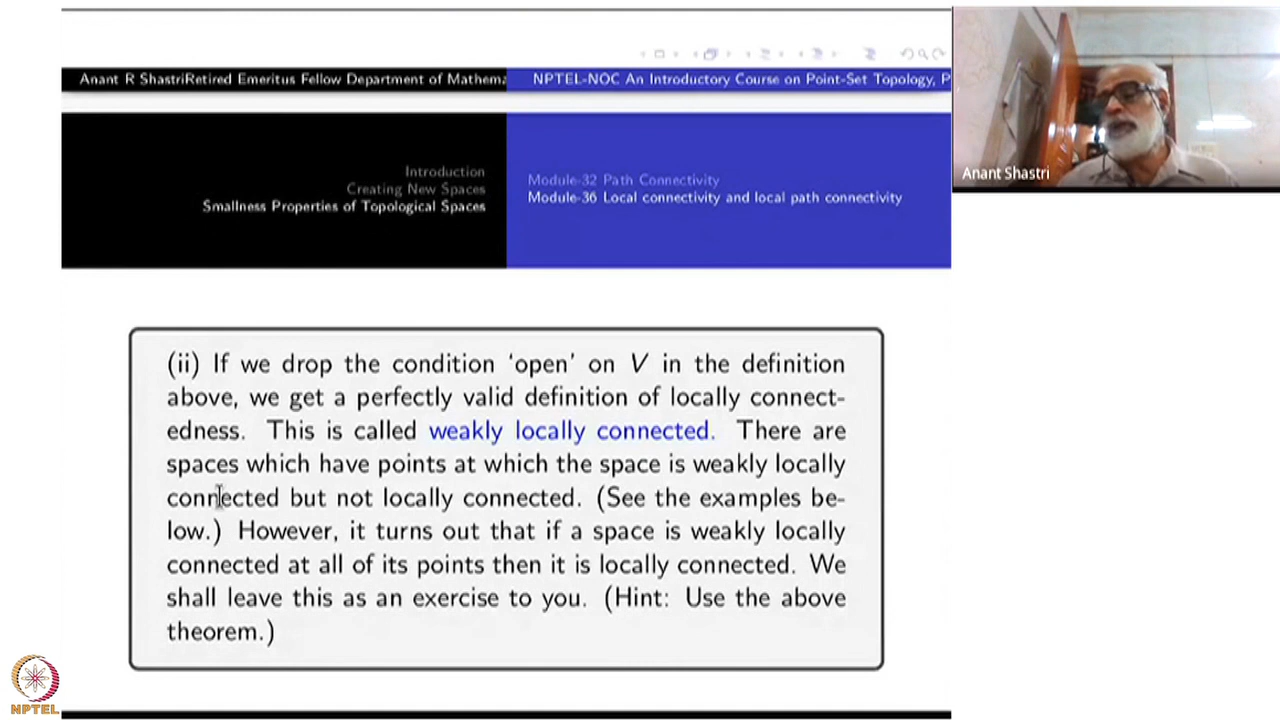 Anant R ShastriRetired Emeritus Fellow Department of Mathema
NPTEL-NOC An Introductory Course on Point-Set Topology, P
Introduction
Creating New Spaces
Smallness Properties of Topological Spaces
Module-32 Path Connectivity
Module-36 Local connectivity and local path connectivity
Anant Shastri
(ii) If we drop the condition ‘open’ on V in the definition
above, we get a perfectly valid definition of locally connect-
edness. This is called weakly locally connected. There are
spaces which have points at which the space is weakly locally
connected but not locally connected. (See the examples be-
low.) However, it turns out that if a space is weakly locally
connected at all of its points then it is locally connected. We
shall leave this as an exercise to you. (Hint: Use the above
theorem.)
NPTEL